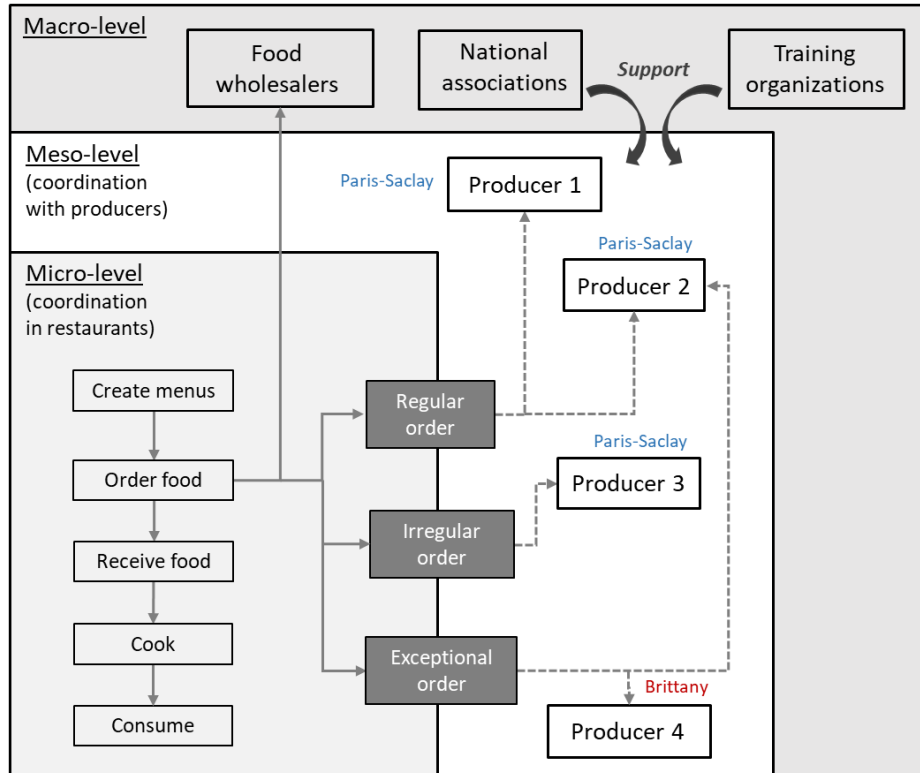 Macro-level
Food
wholesalers
National
associations
Support
Training
organizations
Meso-level
(coordination
with producers)
Paris-Saclay
Producer 1
Paris-Saclay
Producer 2
Micro-level
(coordination
in restaurants)
Create menus
Regular
order
Paris-Saclay
Order food
Producer 3
Irregular
order
Receive food
Cook
Exceptional
order
Brittany
Consume
Producer 4